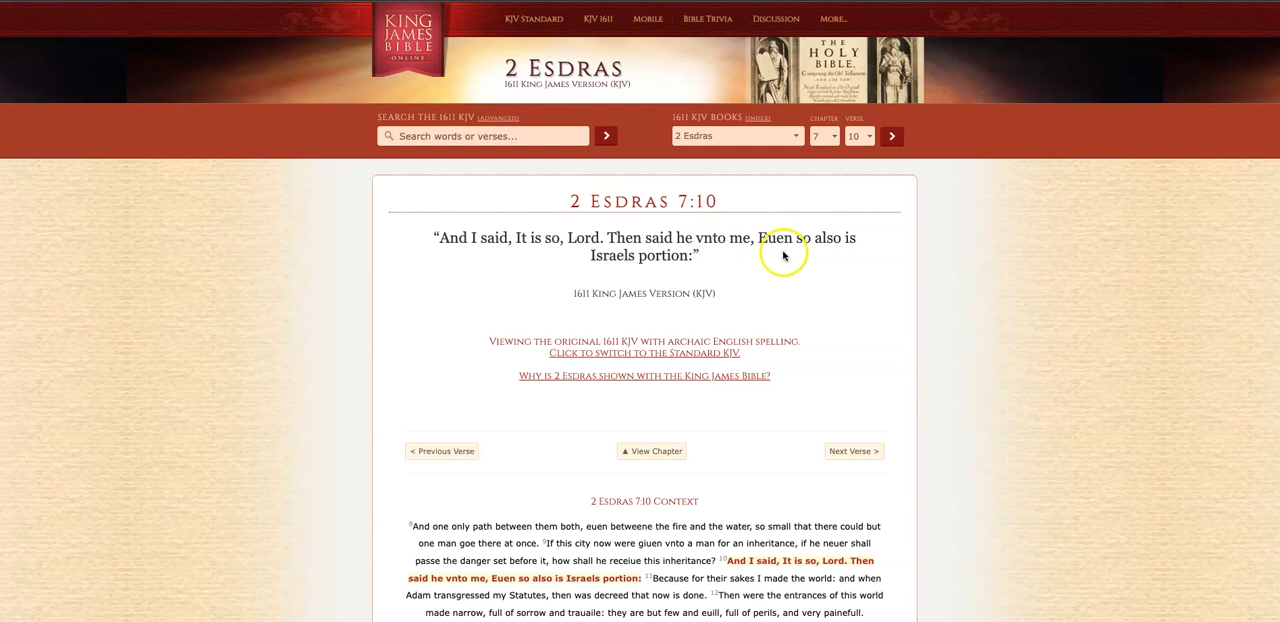 KING
JAMES
BIBLE
ONLINE
KJV STANDARD
KJV 1611
MOBILE
BIBLE TRIVIA
DISCUSSION
MORE...
2 ESDRAS
1611 KING JAMES VERSION (KJV)
THE
HOLY
BIBLE,
SEARCH THE 1611 KJV (ADVANCED)
Search words or verses...
1611 KJV BOOKS (INDEX)
CHAPTER
VERSE
2 Esdras
7
10
2 ESDRAS 7:10
“And I said, It is so, Lord. Then said he vnto me, Euen so also is
Israels portion:”
1611 KING JAMES VERSION (KJV)
VIEWING THE ORIGINAL 1611 KJV WITH ARCHAIC ENGLISH SPELLING.
CLICK TO SWITCH TO THE STANDARD KJV.
WHY IS 2 ESDRAS SHOWN WITH THE KING JAMES BIBLE?
< Previous Verse
▲ View Chapter
Next Verse >
2 ESDRAS 7:10 CONTEXT
8And one only path between them both, euen betweene the fire and the water, so small that there could but
one man goe there at once. 9If this city now were giuen vnto a man for an inheritance, if he neuer shall
passe the danger set before it, how shall he receiue this inheritance? 10And I said, It is so, Lord. Then
said he vnto me, Euen so also is Israels portion: 11Because for their sakes I made the world: and when
Adam transgressed my Statutes, then was decreed that now is done. 12Then were the entrances of this world
made narrow, full of sorrow and trauaile: they are but few and euill, full of perils, and very painefull.